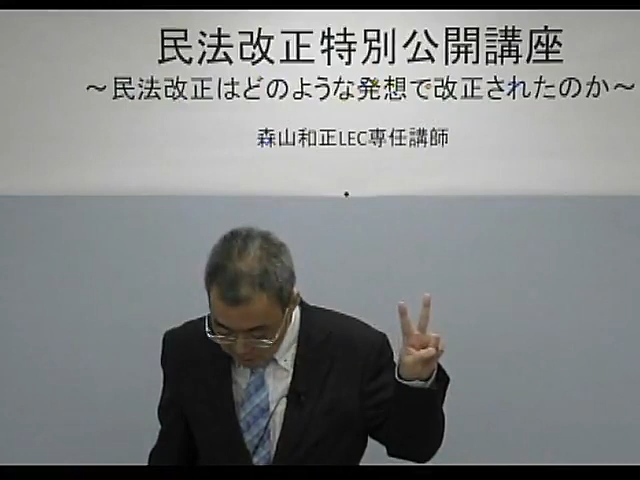 民法改正特別公開講座
～民法改正はどのような発想で改正されたのか～
森山和正LEC専任講師